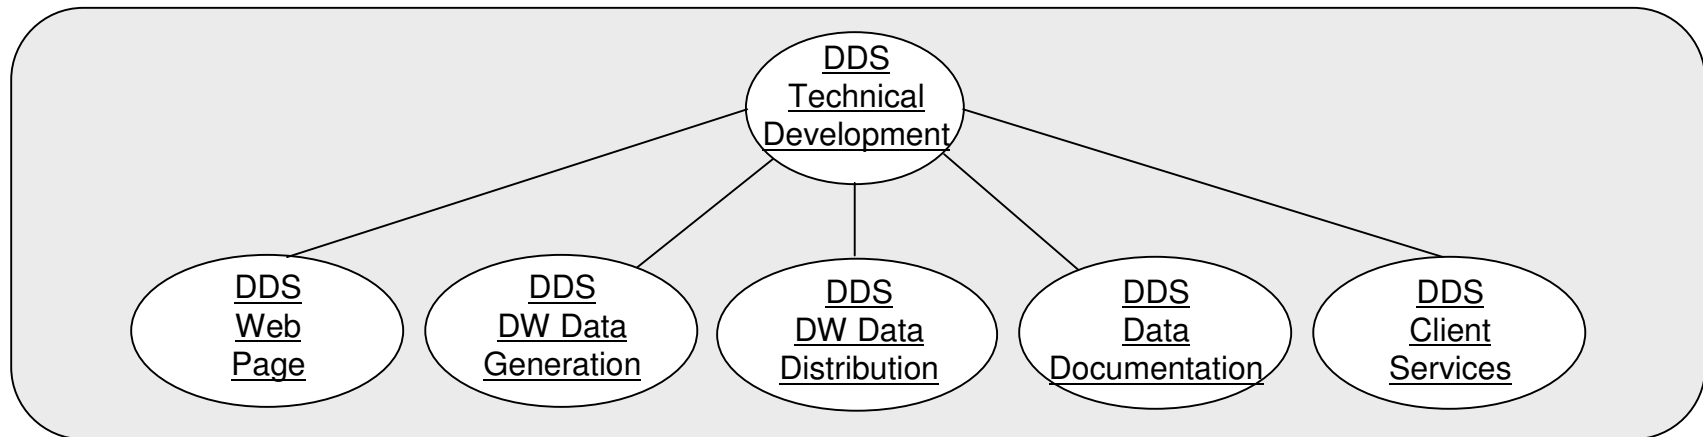 DDS
Technical
Development
DDS
Web
Page
DDS
DW Data
Generation
DDS
DW Data
Distribution
DDS
Data
Documentation
DDS
Client
Services